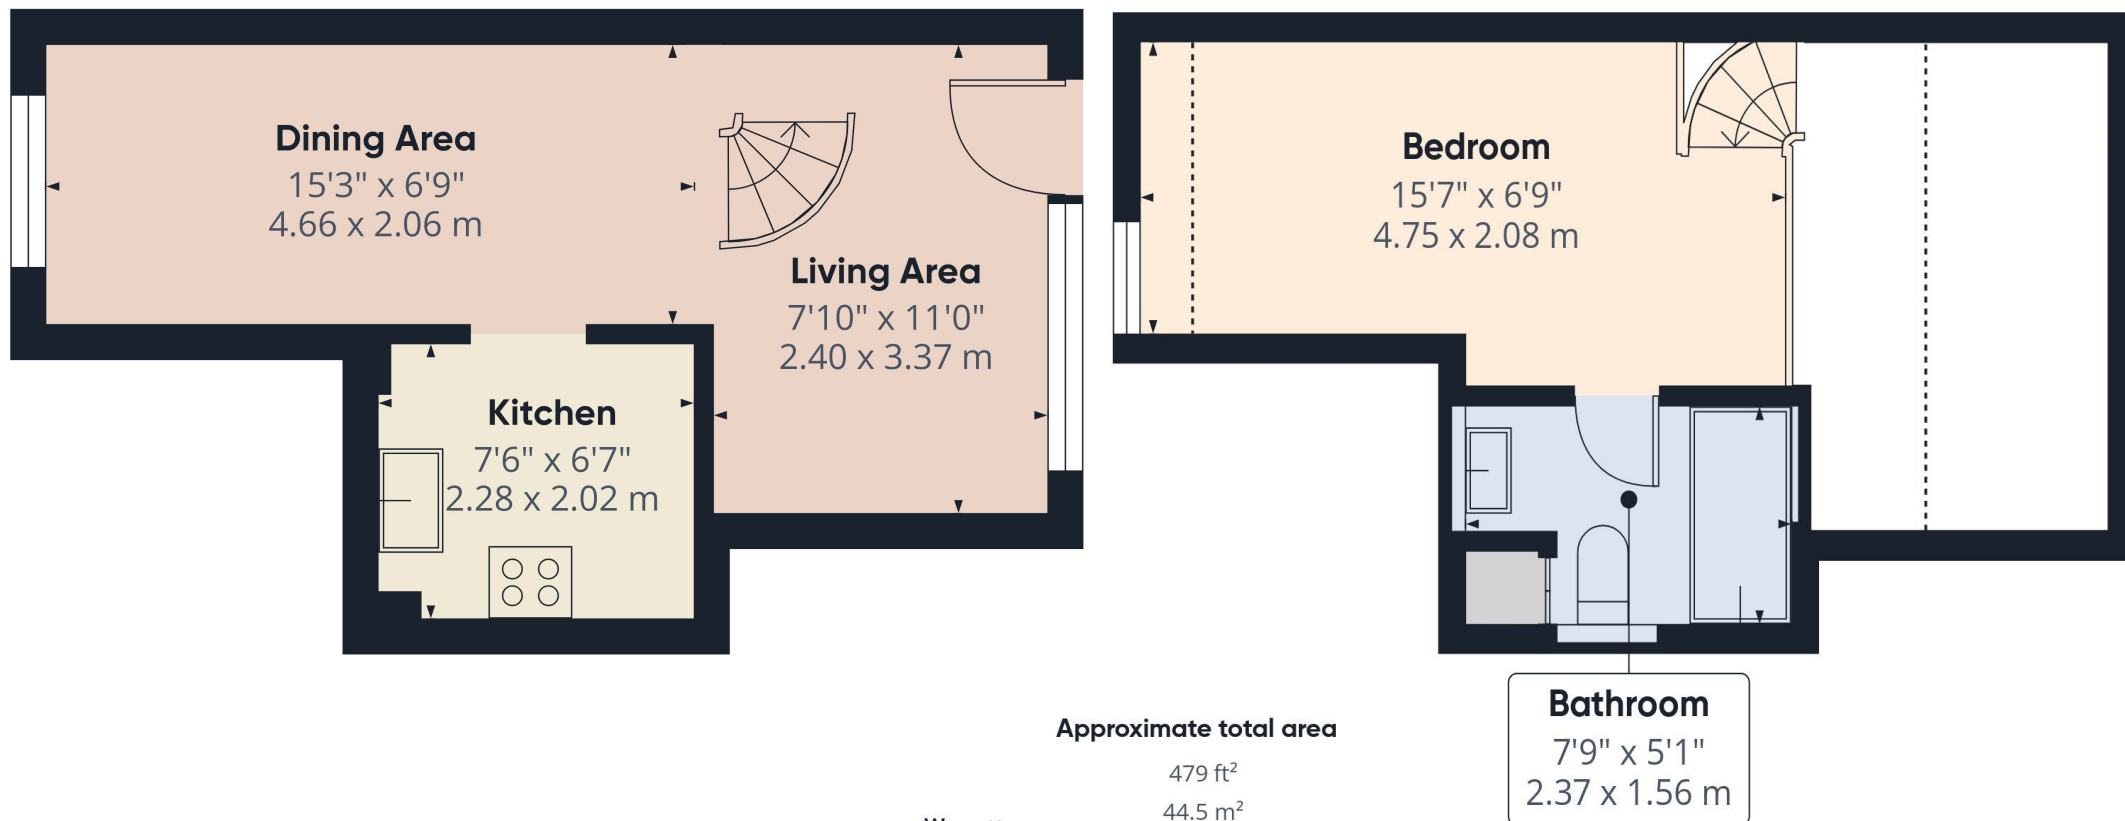 Dining Area
15'3" x 6'9"
4.66 x 2.06 m
Living Area
7'10" x 11'0"
2.40 x 3.37 m
Kitchen
7'6" x 6'7"
2.28 x 2.02 m
Bedroom
15'7" x 6'9"
4.75 x 2.08 m
Bathroom
7'9" x 5'1"
2.37 x 1.56 m
Approximate total area
479 ft²
44.5 m²